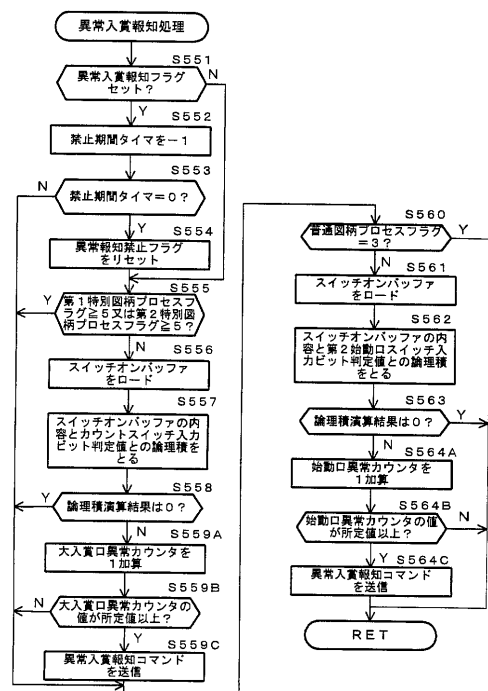 異常入賞報知処理
S551
異常入賞報知フラグ
セット？
N
Y
S552
禁止期間タイマを－1
S553
N
禁止期間タイマ＝0？
Y
S554
異常報知禁止フラグ
をリセット
S555
Y
第1特別図柄プロセスフ
ラグ≧5又は第2特別図
柄プロセスフラグ≧5？
N
S556
スイッチオンバッファ
をロード
S557
スイッチオンバッファの内
容とカウントスイッチ入力
ビット判定値との論理積を
とる
S558
Y
論理積演算結果は0？
N
S559A
大入賞口異常カウンタを
1加算
S559B
N
大入賞口異常カウンタの
値が所定値以上？
Y
S559C
異常入賞報知コマンド
を送信
S560
普通図柄プロセスフラグ
＝3？
Y
N
S561
スイッチオンバッファ
をロード
S562
スイッチオンバッファの内
容と第2始動口スイッチ入
力ビット判定値との論理積
をとる
S563
論理積演算結果は0？
Y
N
S564A
始動口異常カウンタを
1加算
S564B
始動口異常カウンタの値
が所定値以上？
N
Y
S564C
異常入賞報知コマンド
を送信
RET